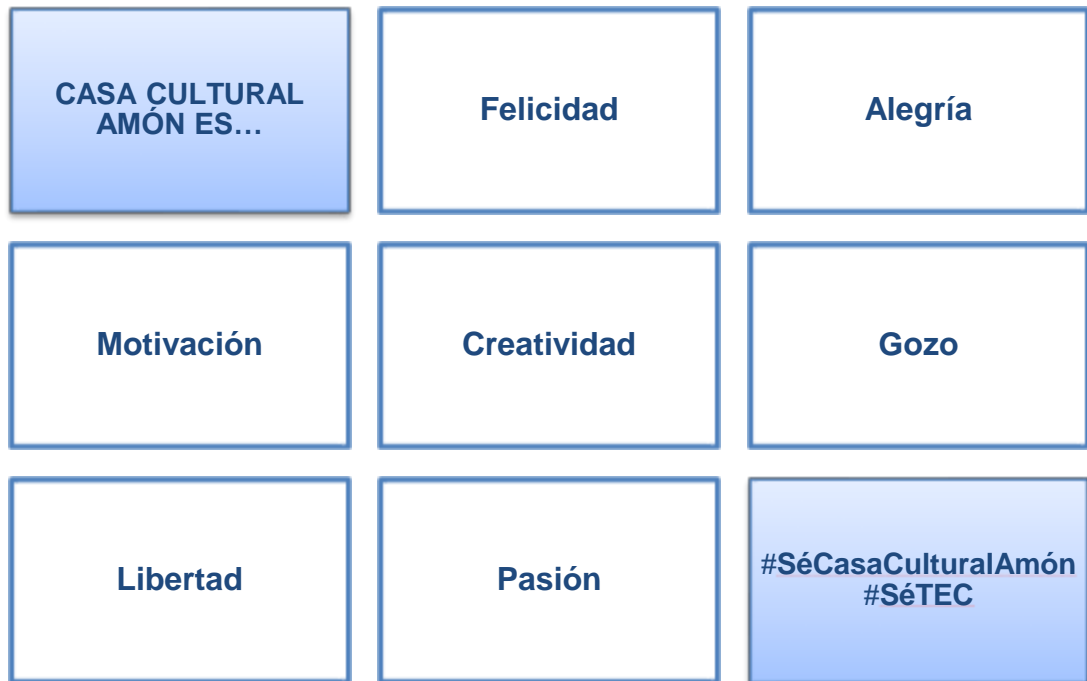 CASA CULTURAL
AMÓN ES…
Felicidad
Alegría
Motivación
Creatividad
Gozo
Libertad
Pasión
#SéCasaCulturalAmón
#SéTEC